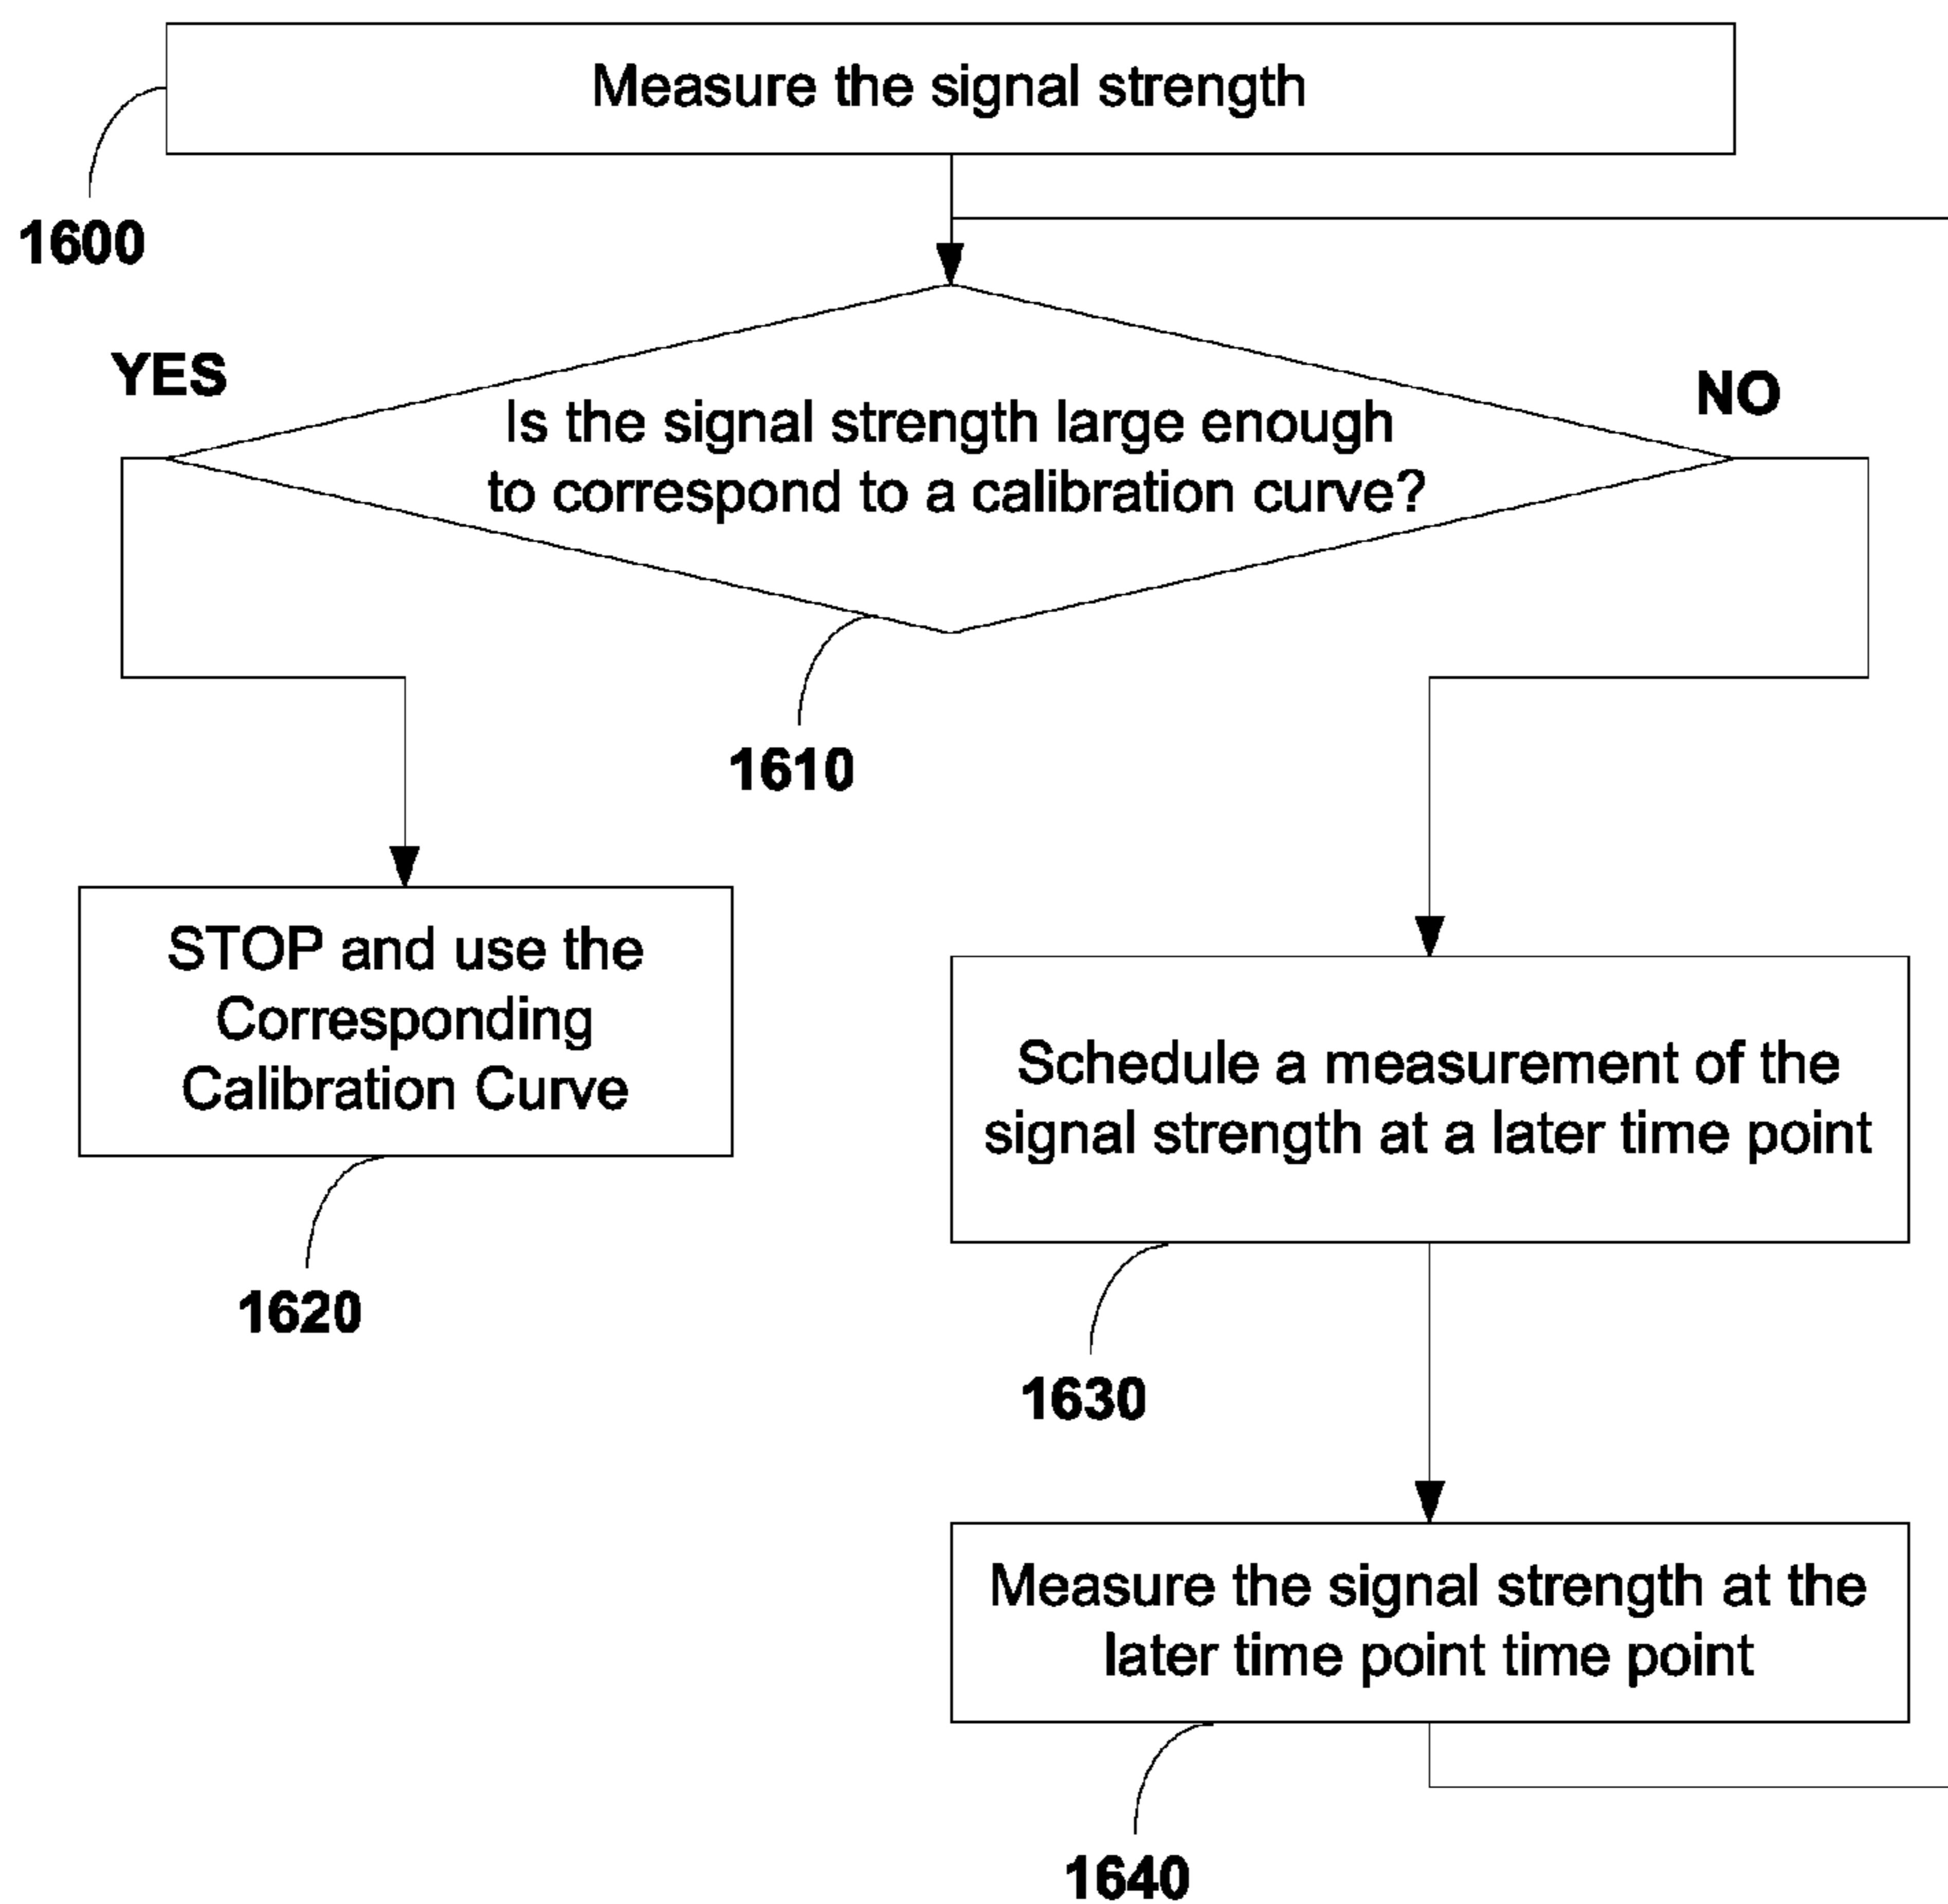 Measure the signal strength
1600
YES
NO
Is the signal strength large enough
to correspond to a calibration curve?
1610
STOP and use the
Corresponding
Calibration Curve
1620
Schedule a measurement of the
signal strength at a later time point
1630
Measure the signal strength at the
later time point time point
1640